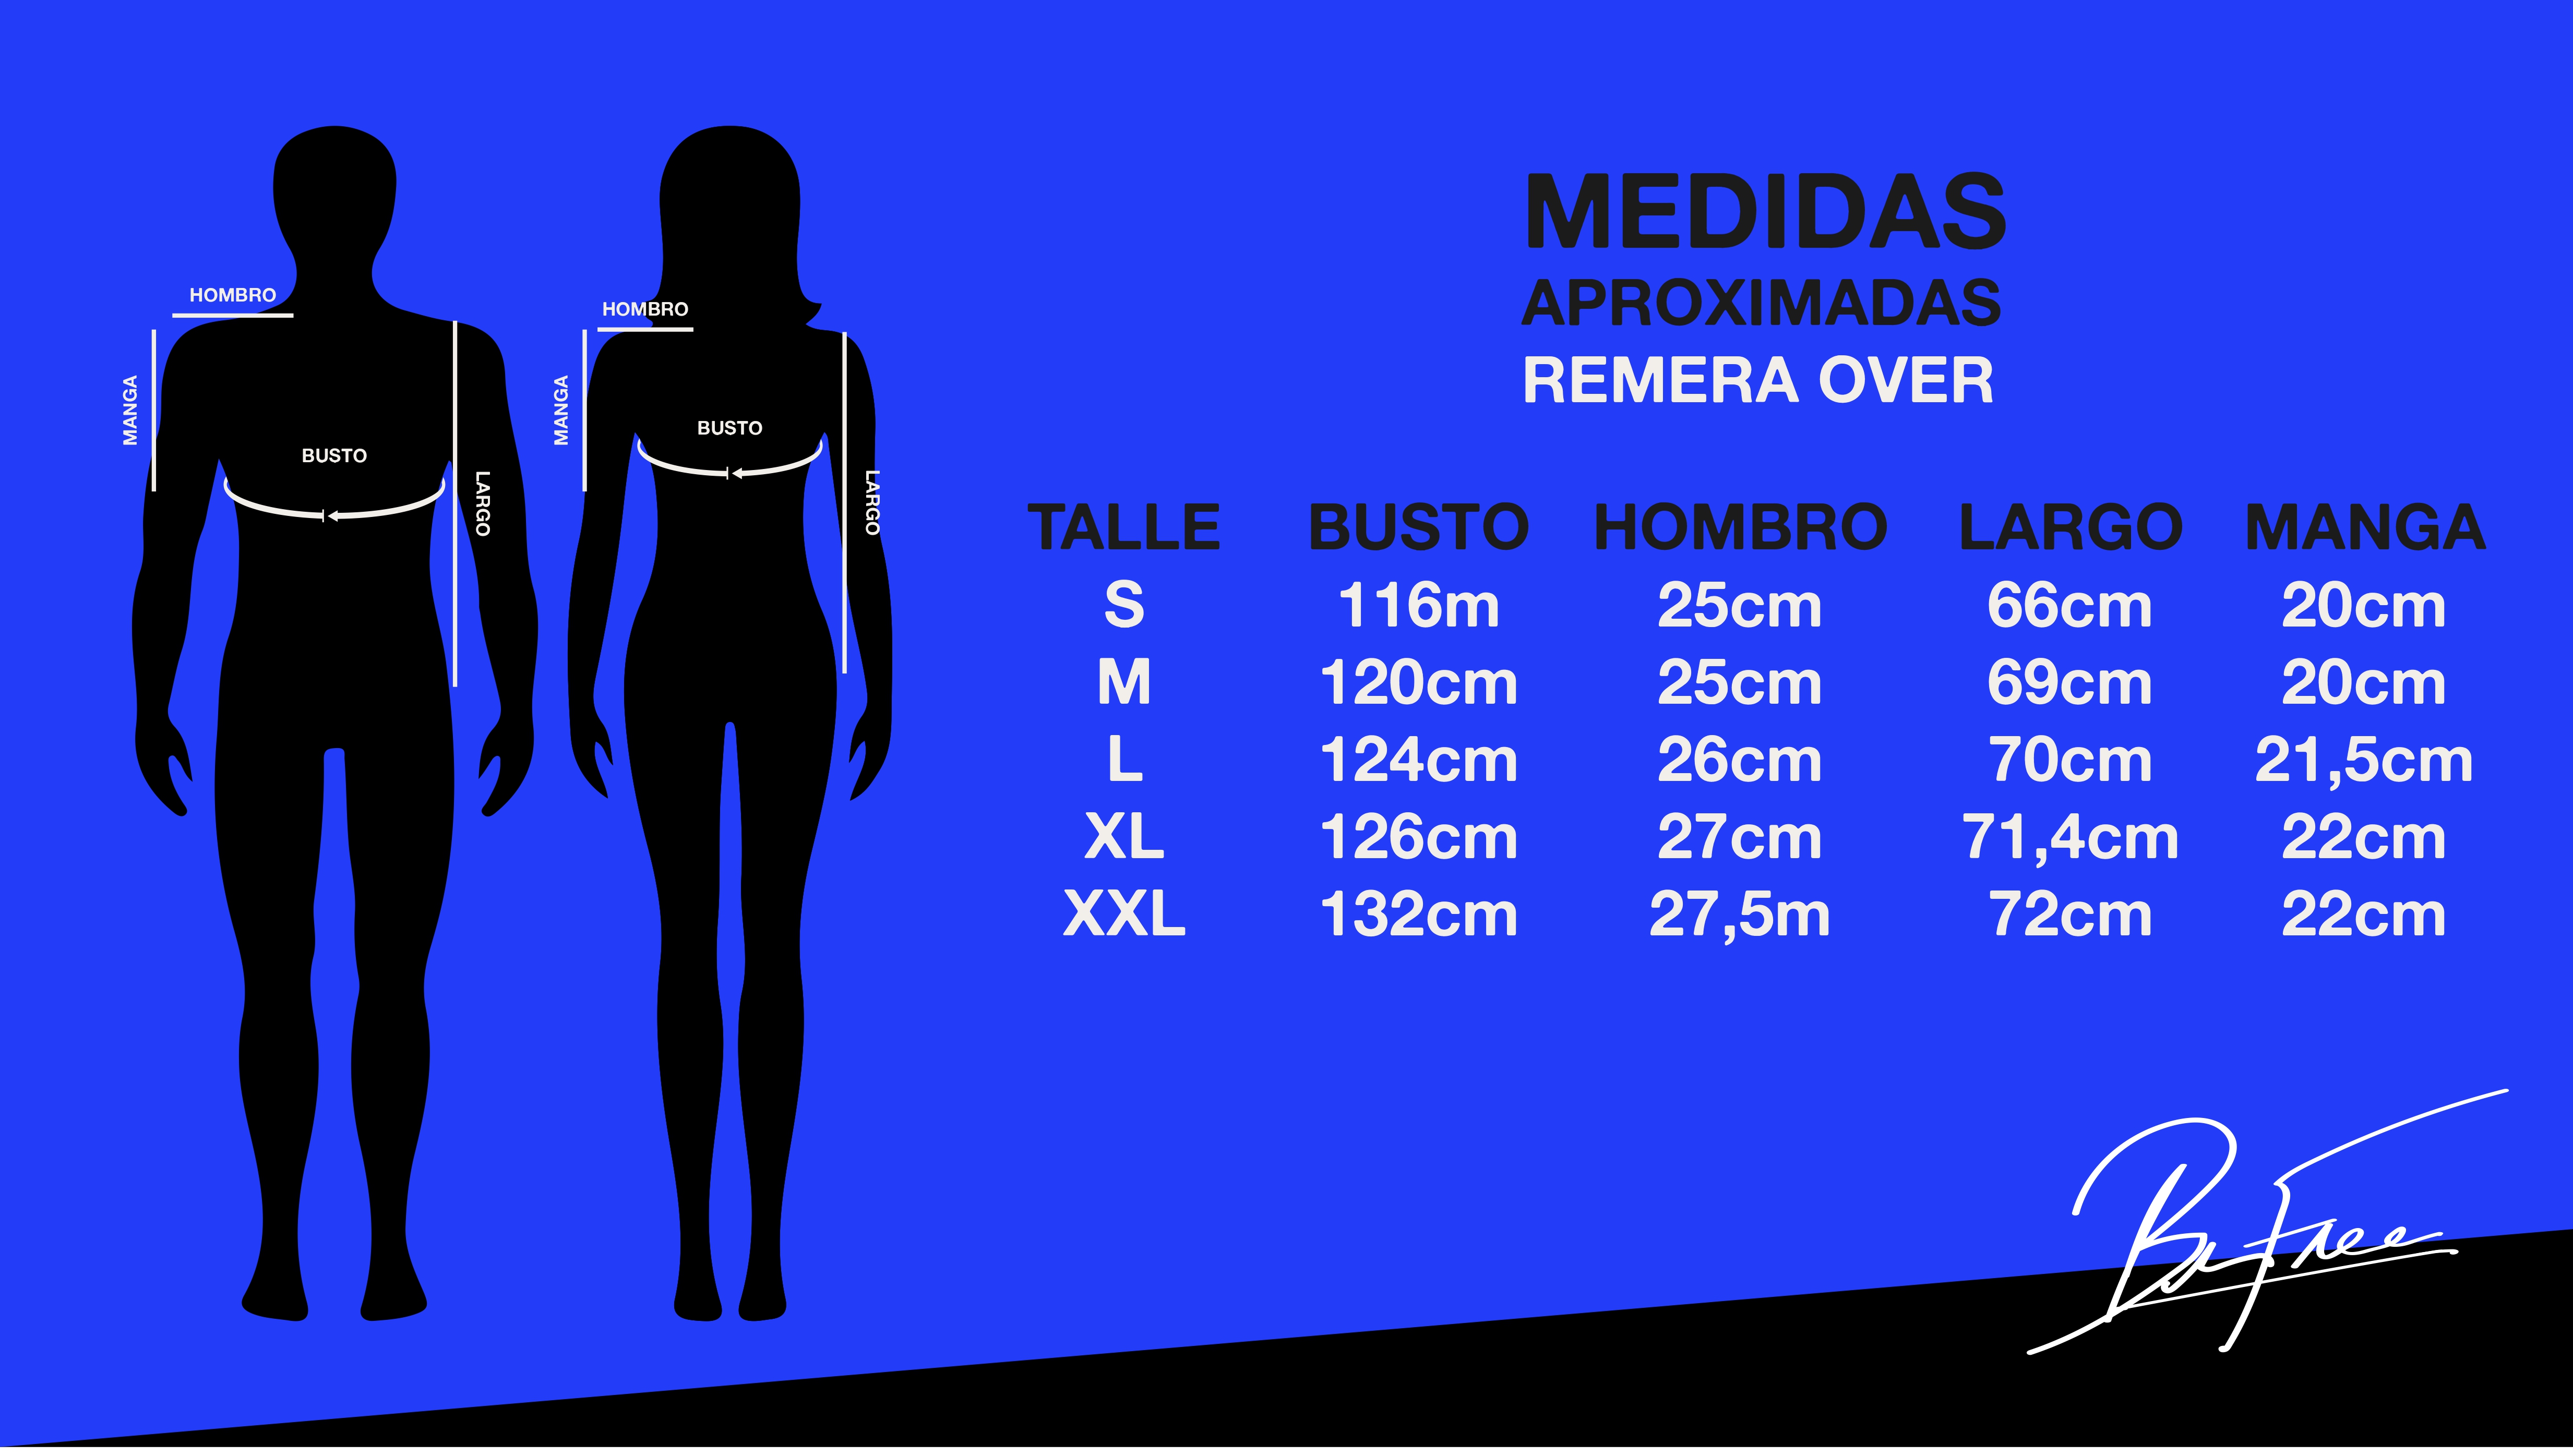 HOMBRO
MANGA
BUSTO
LARGO
HOMBRO
MANGA
BUSTO
LARGO
MEDIDAS
APROXIMADAS
REMERA OVER
TALLE BUSTO HOMBRO LARGO MANGA
S 116m 25cm 66cm 20cm
M 120cm 25cm 69cm 20cm
L 124cm 26cm 70cm 21,5cm
XL 126cm 27cm 71,4cm 22cm
XXL 132cm 27,5m 72cm 22cm
Be Free